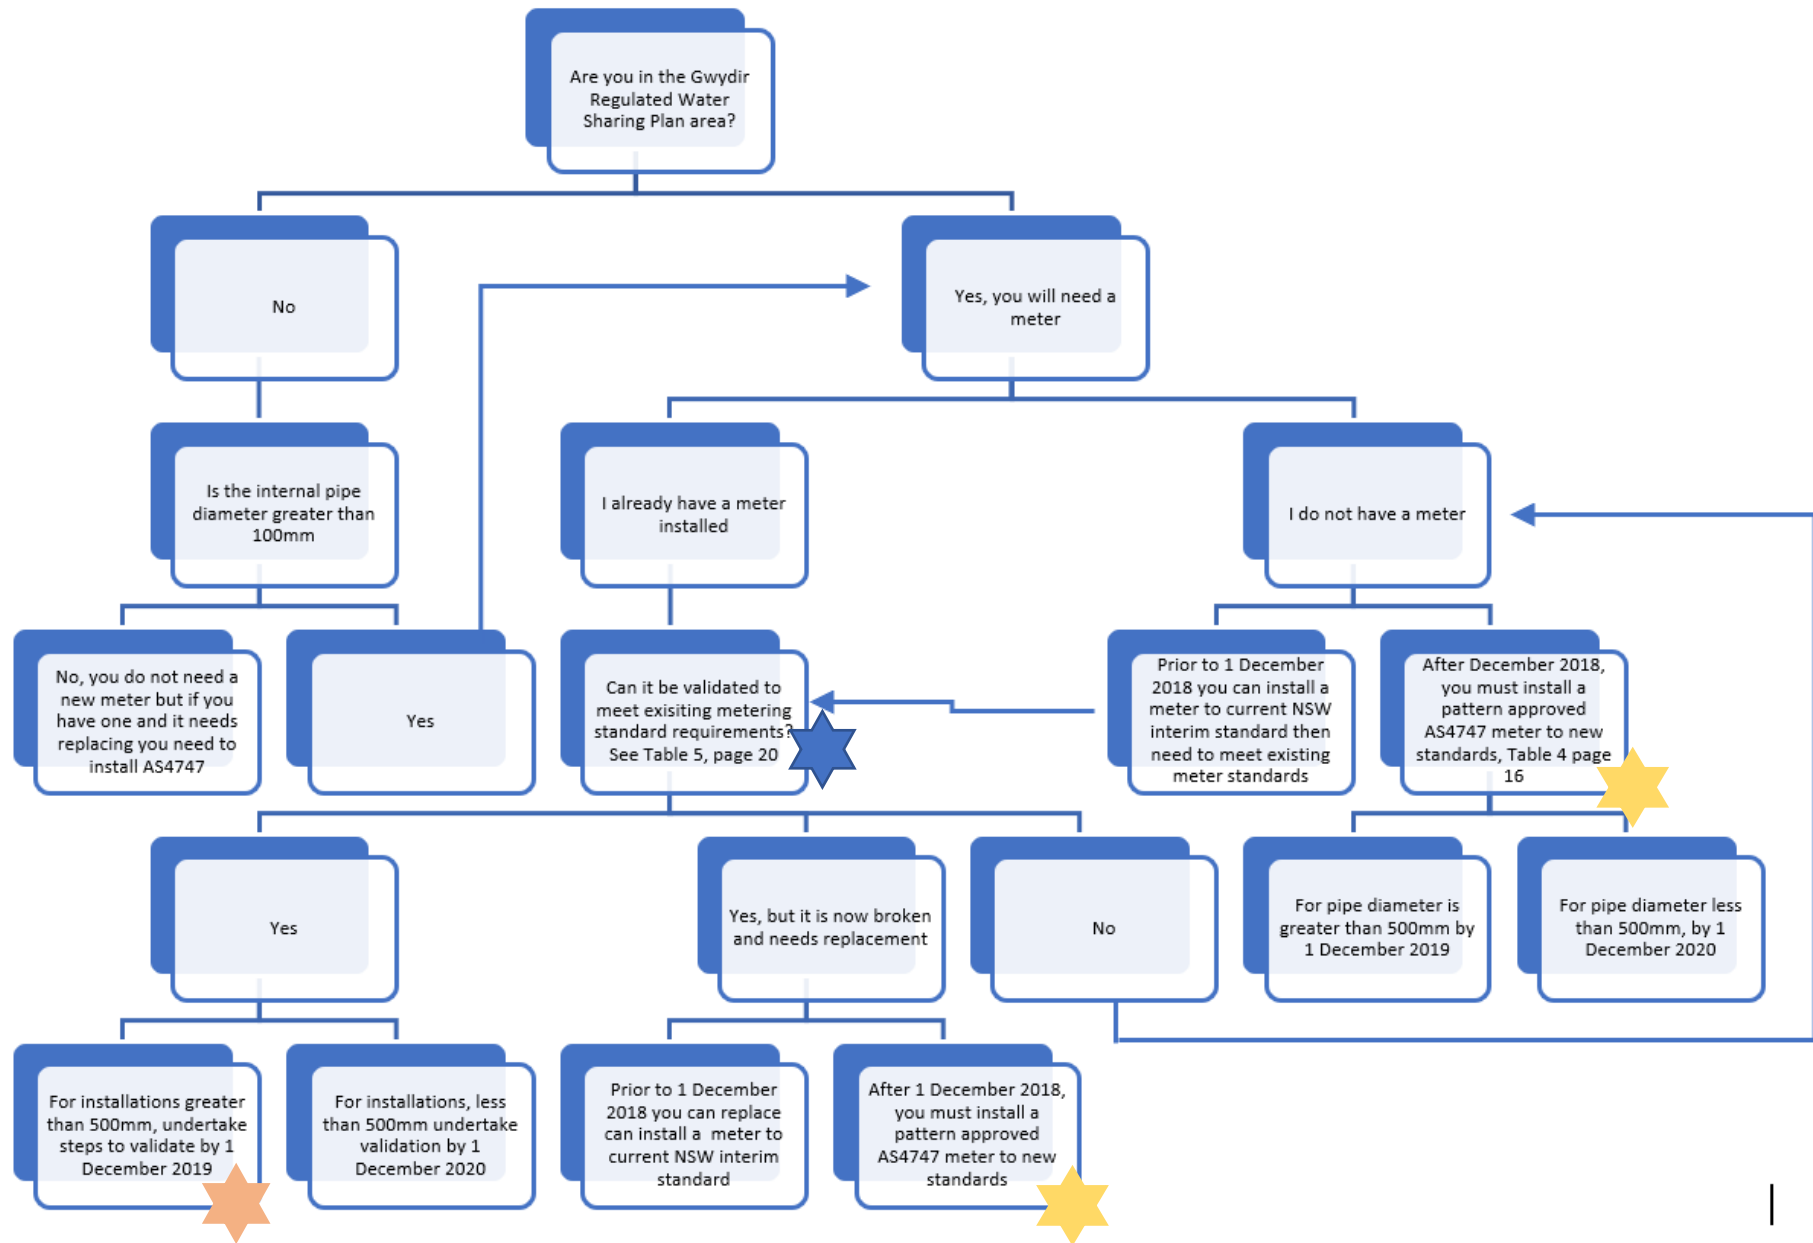 Are you in the Gwydir
Regulated Water
Sharing Plan area?
No
Yes, you will need a
meter
Is the internal pipe
diameter greater than
100mm
I already have a meter
installed
I do not have a meter
No, you do not need a
new meter but if you
have one and it needs
replacing you need to
install AS4747
Yes
Can it be validated to
meet exisiting metering
standard requirements?
See Table 5, page 20
Prior to 1 December
2018 you can install a
meter to current NSW
interim standard then
need to meet existing
meter standards
After December 2018,
you must install a
pattern approved
AS4747 meter to new
standards, Table 4 page
16
Yes
Yes, but it is now broken
and needs replacement
No
For pipe diameter is
greater than 500mm by
1 December 2019
For pipe diameter less
than 500mm, by 1
December 2020
For installations greater
than 500mm, undertake
steps to validate by 1
December 2019
For installations, less
than 500mm undertake
validation by 1
December 2020
Prior to 1 December
2018 you can replace
can install a  meter to
current NSW interim
standard
After 1 December 2018,
you must install a
pattern approved
AS4747 meter to new
standards